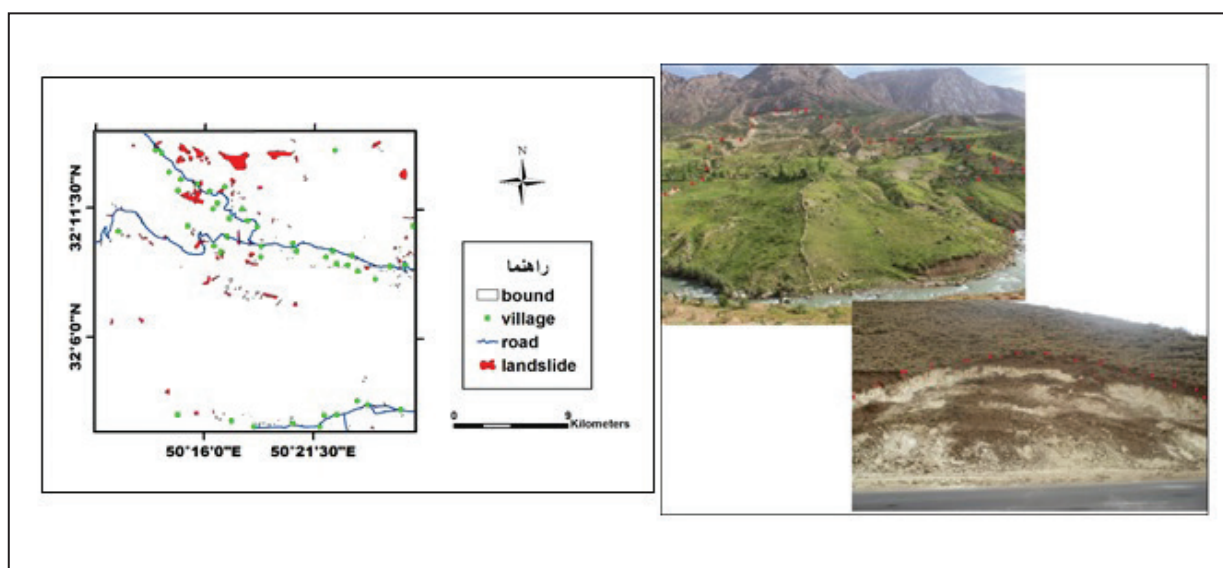 32°11'30"N
32°6'0"N
50°16'0"E
50°21'30"E
N
راهنما
bound
village
road
landslide
0 9
Kilometers